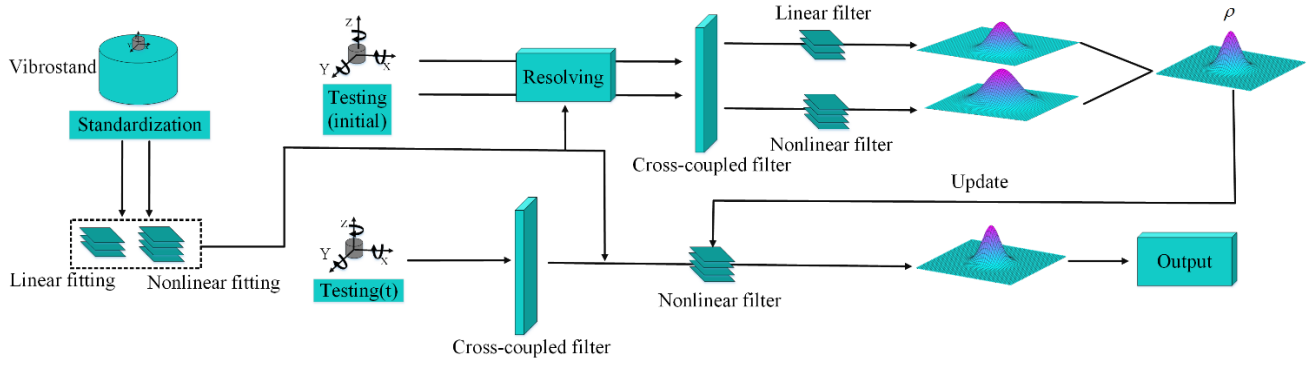 Vibrostand
Standardization
Linear fitting
Nonlinear fitting
Z
Y
X
Testing
(initial)
Resolving
Cross-coupled filter
Linear filter
Nonlinear filter
ρ
Update
Z
Y
X
Testing(t)
Cross-coupled filter
Nonlinear filter
Output